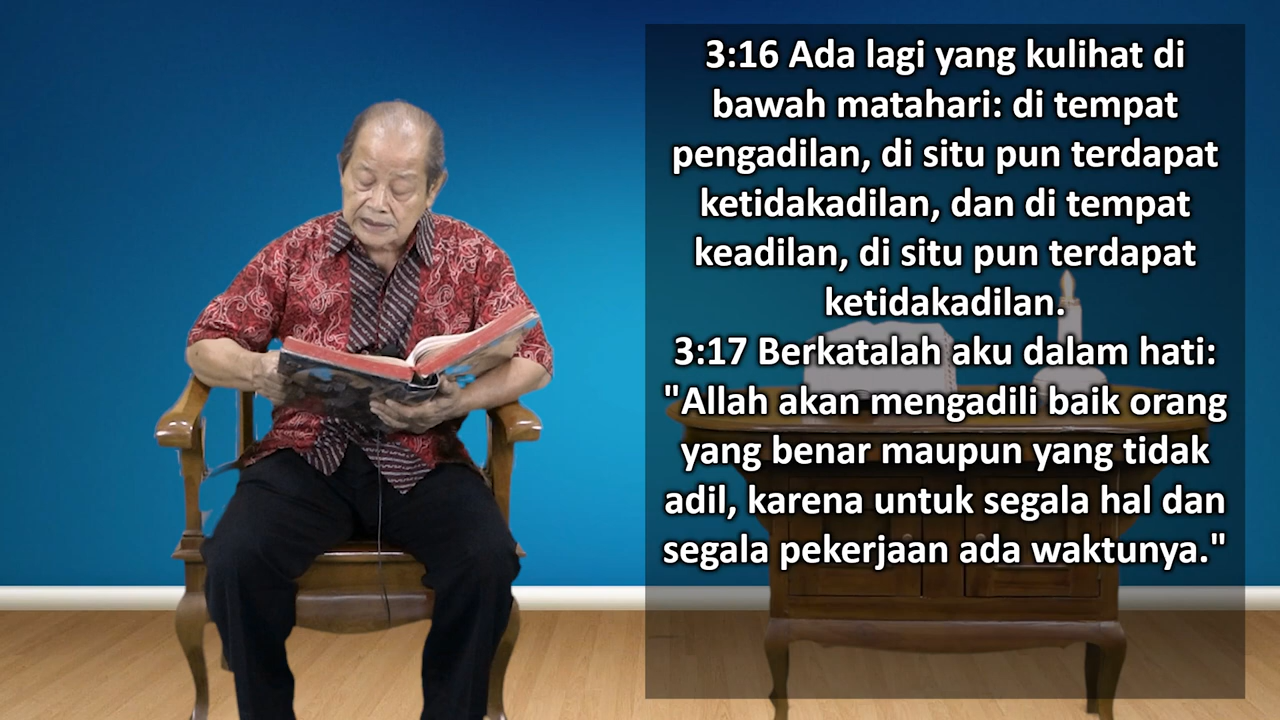 3:16 Ada lagi yang kulihat di
bawah matahari: di tempat
pengadilan, di situ pun terdapat
ketidakadilan, dan di tempat
keadilan, di situ pun terdapat
ketidakadilan.
3:17 Berkatalah aku dalam hati:
"Allah akan mengadili baik orang
yang benar maupun yang tidak
adil, karena untuk segala hal dan
segala pekerjaan ada waktunya."